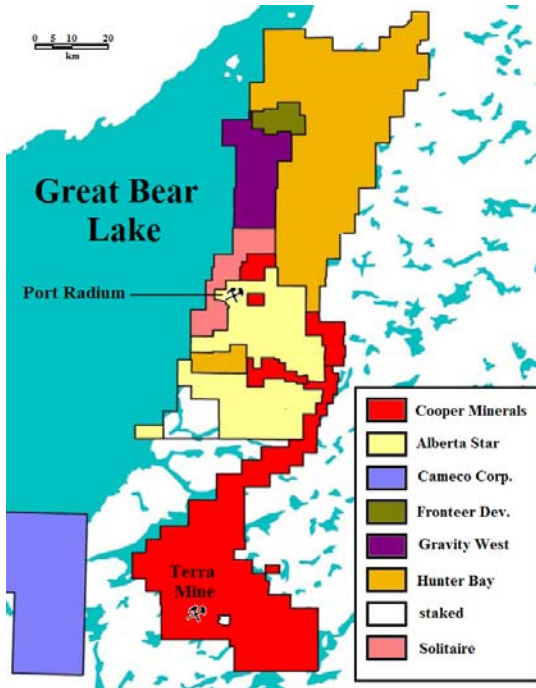 0 5 10 20
km
Great Bear
Lake
Port Radium
Terra
Mine
Cooper Minerals
Alberta Star
Cameco Corp.
Fronteer Dev.
Gravity West
Hunter Bay
staked
Solitaire